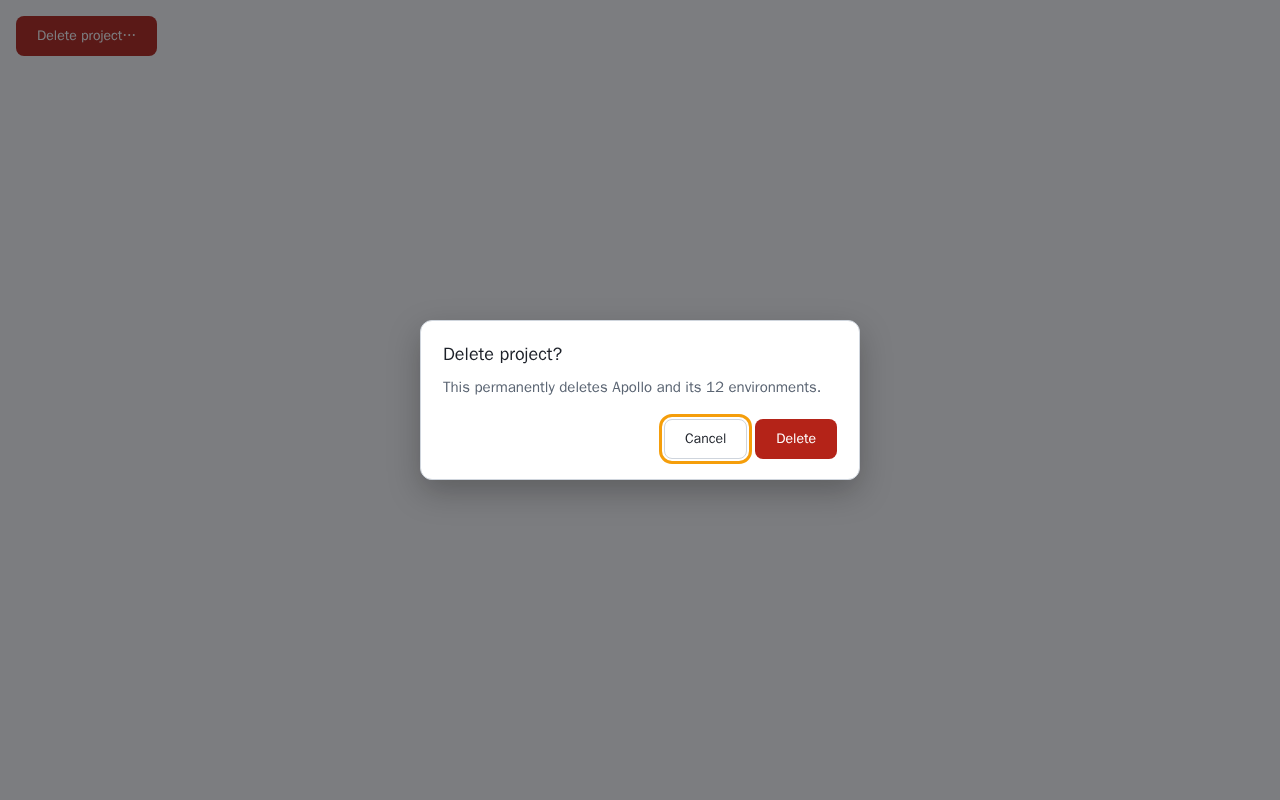 Delete project…
Delete project?
This permanently deletes Apollo and its 12 environments.
Cancel
Delete